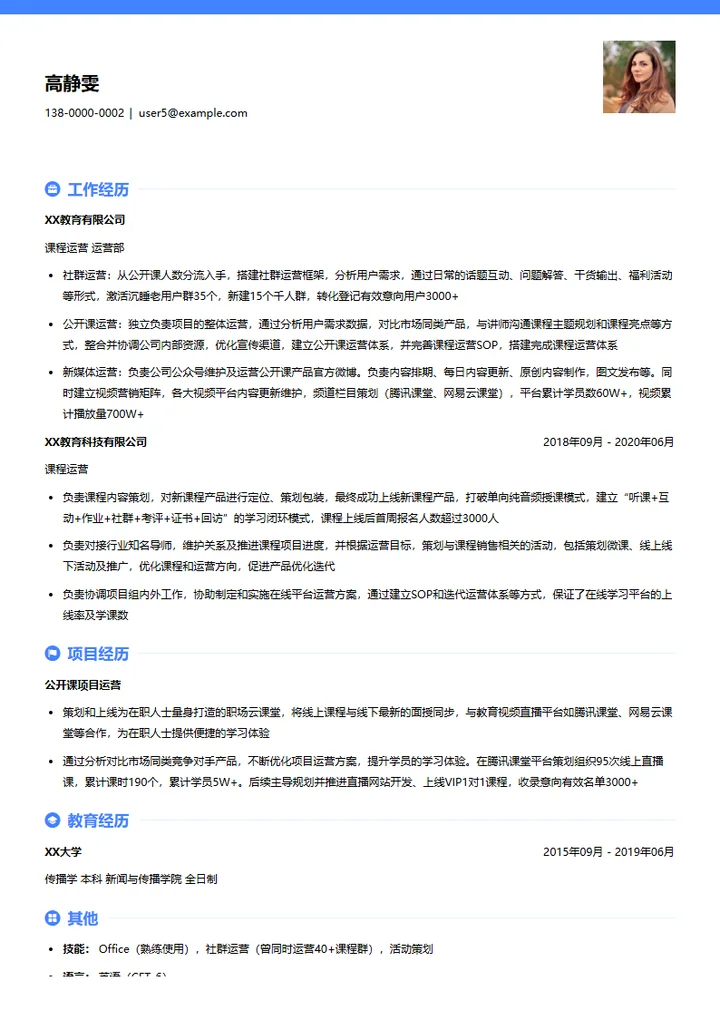 高静雯
138-0000-0002 | user5@example.com
工作经历
XX教育有限公司
课程运营 运营部
• 社群运营：从公开课人数分流入手，搭建社群运营框架，分析用户需求，通过日常的话题互动、问题解答、干货输出、福利活动
等形式，激活沉睡老用户群35个，新建15个千人群，转化登记有效意向用户3000+
• 公开课运营：独立负责项目的整体运营，通过分析用户需求数据，对比市场同类产品，与讲师沟通课程主题规划和课程亮点等方
式，整合并协调公司内部资源，优化宣传渠道，建立公开课运营体系，并完善课程运营SOP，搭建完成课程运营体系
• 新媒体运营：负责公司公众号维护及运营公开课产品官方微博。负责内容排期、每日内容更新、原创内容制作，图文发布等。同
时建立视频营销矩阵，各大视频平台内容更新维护，频道栏目策划（腾讯课堂、网易云课堂），平台累计学员数60W+，视频累
计播放量700W+
XX教育科技有限公司 2018年09月 - 2020年06月
课程运营
• 负责课程内容策划，对新课程产品进行定位、策划包装，最终成功上线新课程产品，打破单向纯音频授课模式，建立“听课+互
动+作业+社群+考评+证书+回访”的学习闭环模式，课程上线后首周报名人数超过3000人
• 负责对接行业知名导师，维护关系及推进课程项目进度，并根据运营目标，策划与课程销售相关的活动，包括策划微课、线上线
下活动及推广，优化课程和运营方向，促进产品优化迭代
• 负责协调项目组内外工作，协助制定和实施在线平台运营方案，通过建立SOP和迭代运营体系等方式，保证了在线学习平台的上
线率及学课数
项目经历
公开课项目运营
• 策划和上线为在职人士量身打造的职场云课堂，将线上课程与线下最新的面授同步，与教育视频直播平台如腾讯课堂、网易云课
堂等合作，为在职人士提供便捷的学习体验
• 通过分析对比市场同类竞争对手产品，不断优化项目运营方案，提升学员的学习体验。在腾讯课堂平台策划组织95次线上直播
课，累计课时190个，累计学员5W+。后续主导规划并推进直播网站开发、上线VIP1对1课程，收录意向有效名单3000+
教育经历
XX大学 2015年09月 - 2019年06月
传播学 本科 新闻与传播学院 全日制
其他
• 技能： Office（熟练使用），社群运营（曾同时运营40+课程群），活动策划
• 语言： 英语（CET-6）